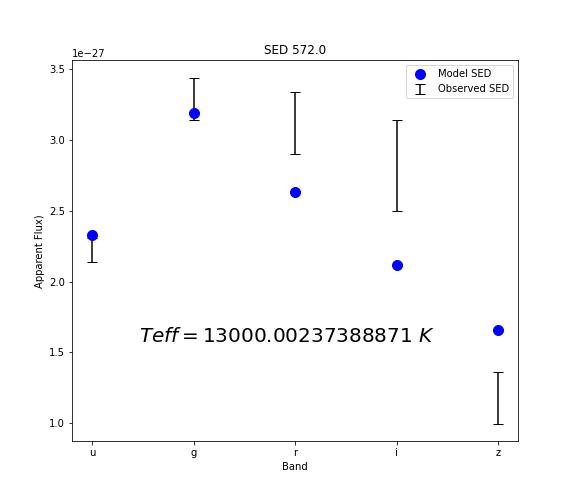 SED 572.0
1e−27
Model SED
Observed SED
3.5
3.0
2.5
2.0
1.5
1.0
Apparent Flux)
Teff = 13000.00237388871 K
u g r i z
Band